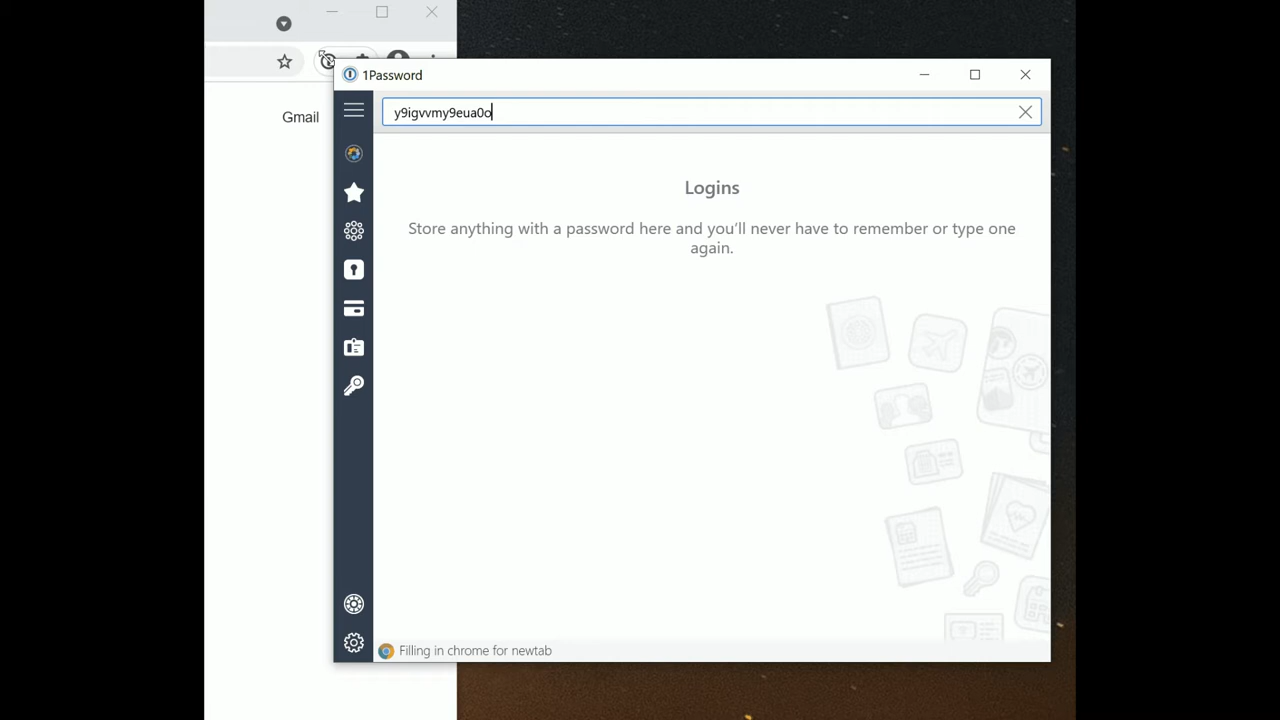 1Password
Gmail
y9igvvmy9eua0o
Logins
Store anything with a password here and you’ll never have to remember or type one
again.
Filling in chrome for newtab